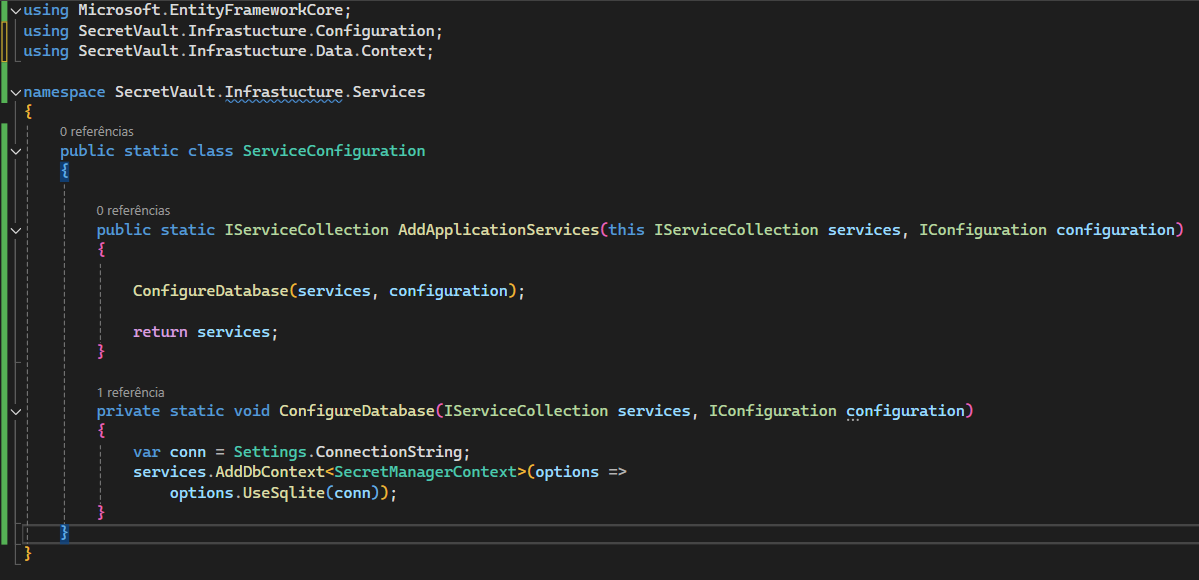 using Microsoft.EntityFrameworkCore;
using SecretVault.Infrastucture.Configuration;
using SecretVault.Infrastucture.Data.Context;
namespace SecretVault.Infrastucture.Services
{
0 referências
public static class ServiceConfiguration
{
0 referências
public static IServiceCollection AddApplicationServices(this IServiceCollection services, IConfiguration configuration)
{
ConfigureDatabase(services, configuration);
return services;
}
1 referência
private static void ConfigureDatabase(IServiceCollection services, IConfiguration configuration)
{
var conn = Settings.ConnectionString;
services.AddDbContext<SecretManagerContext>(options =>
options.UseSqlite(conn));
}
}
}